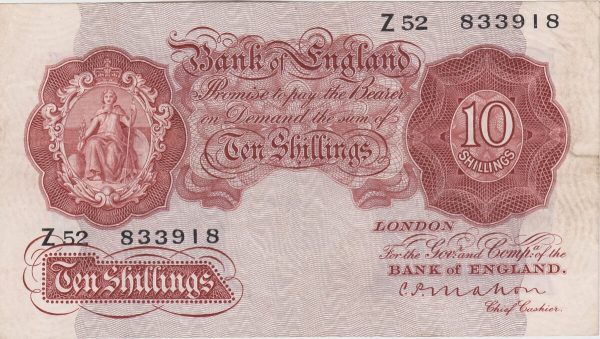 Z52 833918
Bank of England
Promise to pay the Bearer
on Demand the sum of
Ten Shillings
10
SHILLINGS
Z52 833918
Ten Shillings
LONDON
For the Govr. and Compa. of the
BANK of ENGLAND.
C.P. Mahon
Chief Cashier.